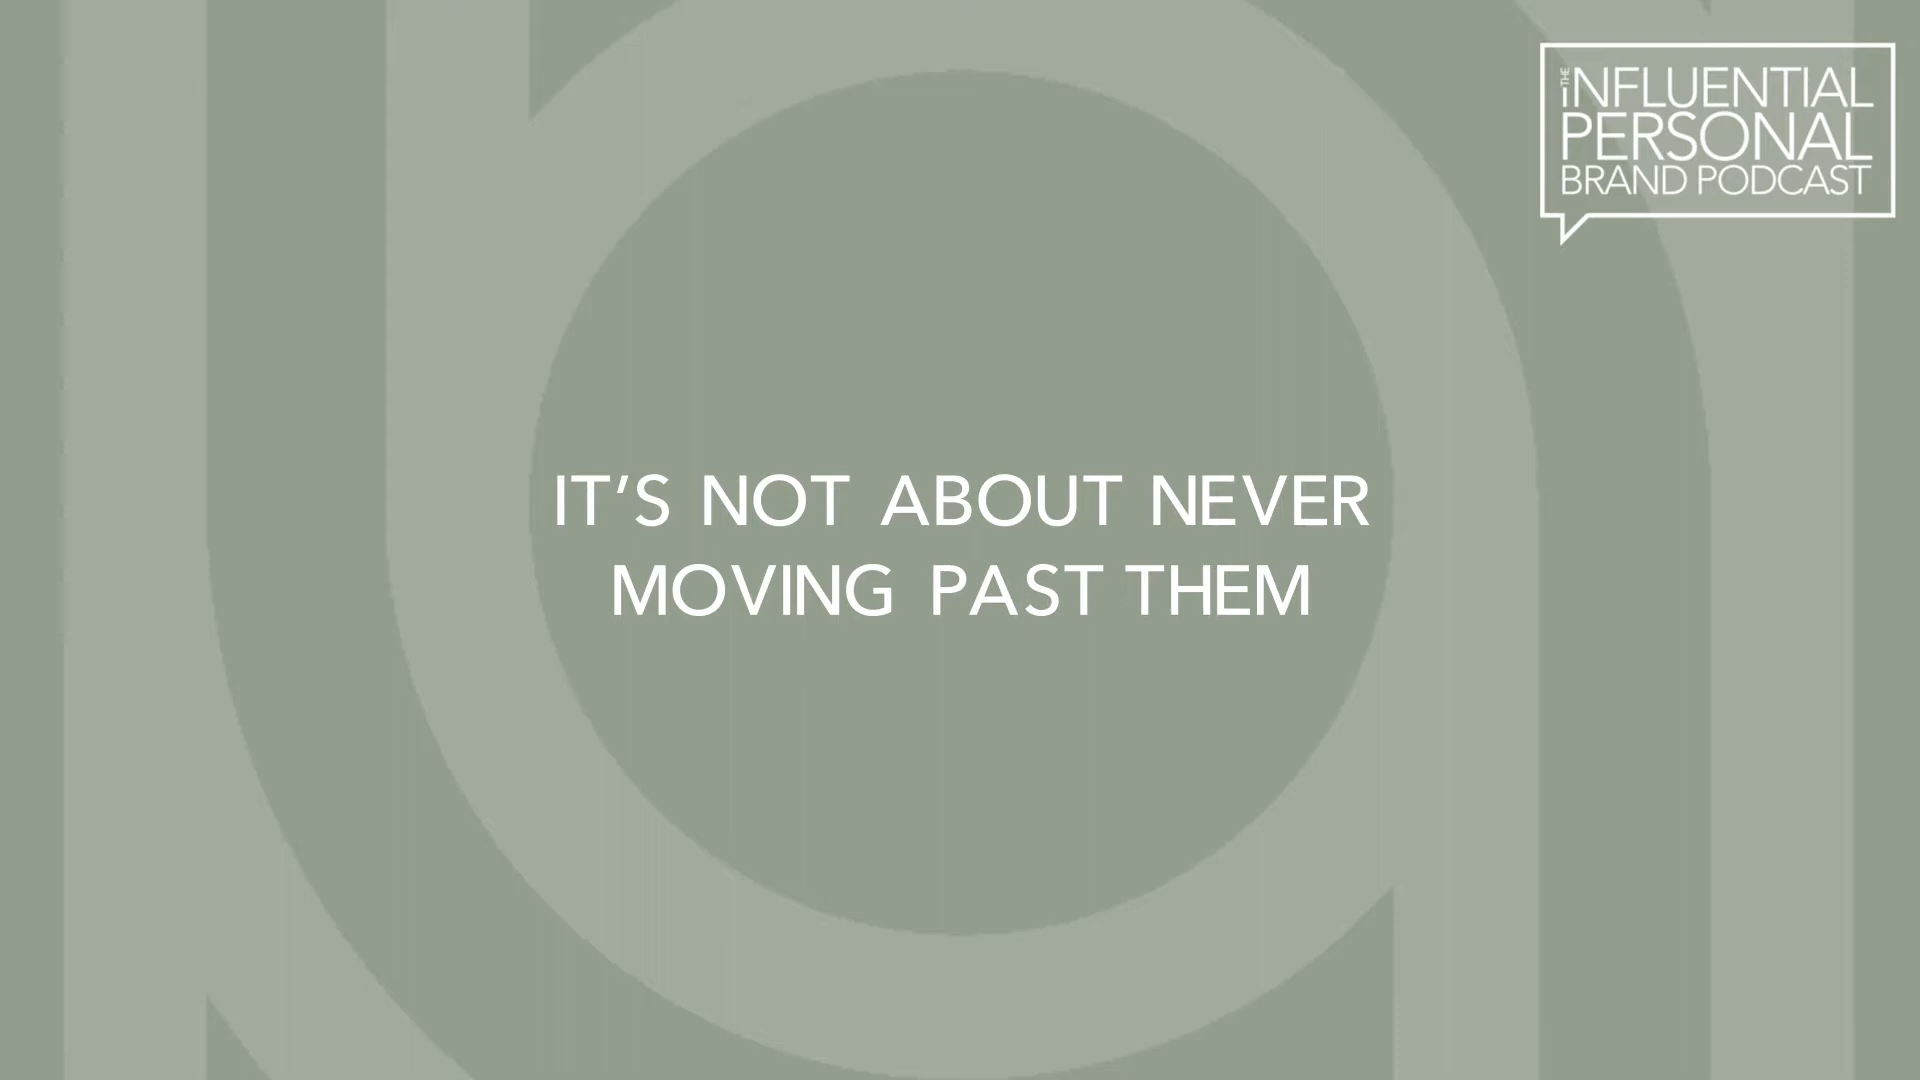 THE
INFLUENTIAL
PERSONAL
BRAND PODCAST
IT’S NOT ABOUT NEVER
MOVING PAST THEM